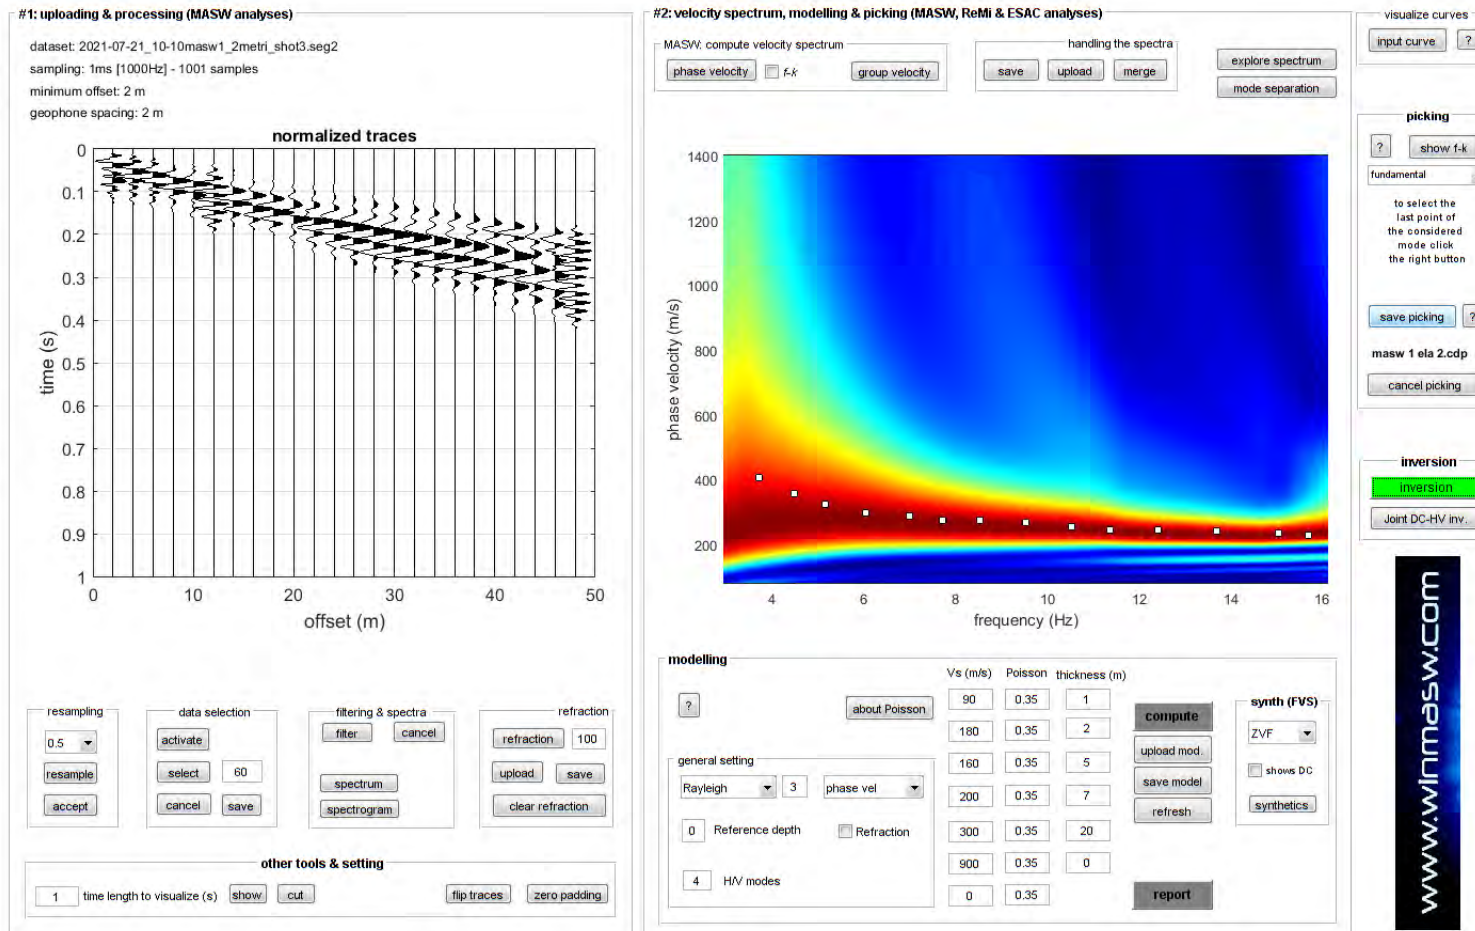 #1: uploading & processing (MASW analyses)
dataset: 2021-07-21_10-10masw1_2metri_shot3.seg2
sampling: 1ms [1000Hz] - 1001 samples
minimum offset: 2 m
geophone spacing: 2 m
normalized traces
0
0.1
0.2
0.3
0.4
0.5
0.6
0.7
0.8
0.9
1
time (s)
0 10 20 30 40 50
offset (m)
resampling
0.5
resample
accept
data selection
activate
select 60
cancel save
filtering & spectra
filter cancel
spectrum
spectrogram
refraction
refraction 100
upload save
clear refraction
other tools & setting
1 time length to visualize (s) show cut flip traces zero padding
#2: velocity spectrum, modelling & picking (MASW, ReMi & ESAC analyses)
MASW: compute velocity spectrum
phase velocity f-k group velocity
handling the spectra
save upload merge
explore spectrum
mode separation
1400
1200
1000
800
600
400
200
phase velocity (m/s)
4 6 8 10 12 14 16
frequency (Hz)
modelling
?
about Poisson
general setting
Rayleigh 3 phase vel
0 Reference depth Refraction
4 H/V modes
Vs (m/s) Poisson thickness (m)
90 0.35 1
180 0.35 2
160 0.35 5
200 0.35 7
300 0.35 20
900 0.35 0
0 0.35
compute
upload mod.
save model
refresh
report
synth (FVS)
ZVF
shows DC
synthetics
visualize curves
input curve ?
picking
? show f-k
fundamental
to select the
last point of
the considered
mode click
the right button
save picking ?
masw 1 ela 2.cdp
cancel picking
inversion
inversion
Joint DC-HV inv.
www.winmasw.com